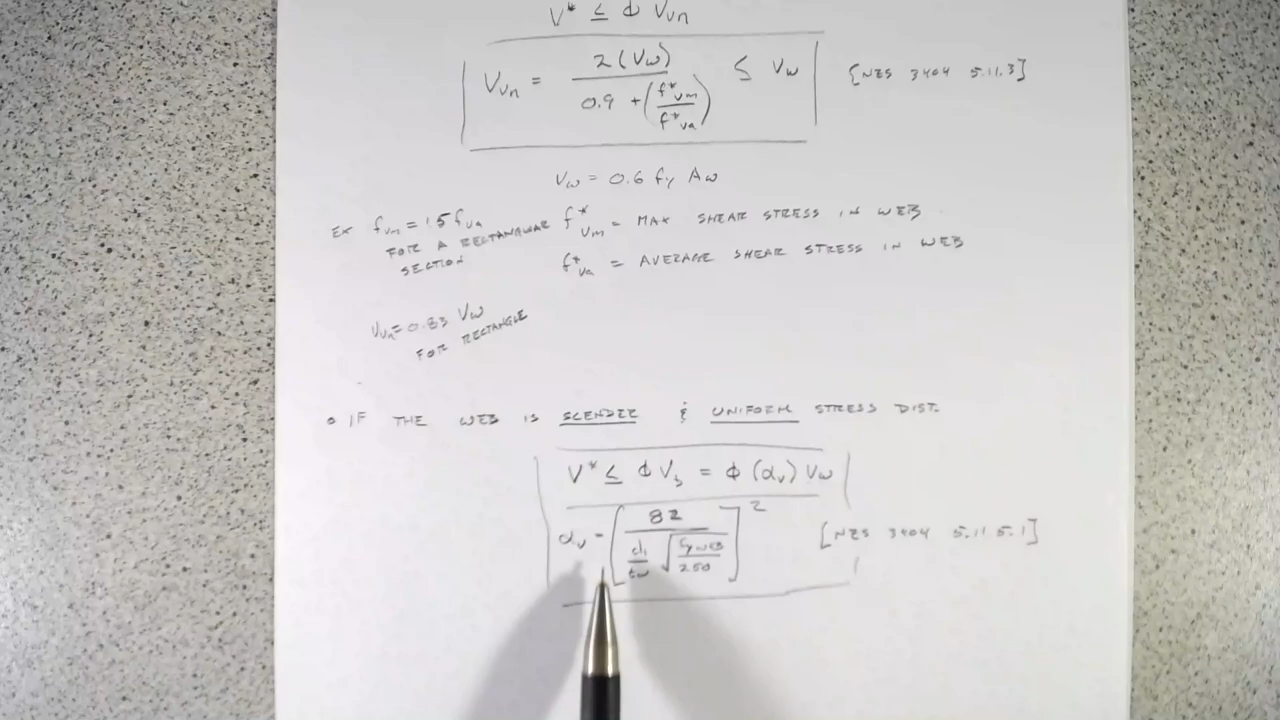 V* ≤ ϕ Vvn
Vvn = 2(Vw) / (0.9 + (f*vm / f*va)) ≤ Vw [NZS 3404 5.11.3]
Vw = 0.6 fy Aw
Ex fvm = 1.5 fva
FOR A RECTANGULAR
SECTION
f*vm = MAX SHEAR STRESS IN WEB
f*va = AVERAGE SHEAR STRESS IN WEB
Vvn = 0.83 Vw
FOR RECTANGLE
• IF THE WEB IS SLENDER & UNIFORM STRESS DIST.
V* ≤ ϕ Vb = ϕ (αv) Vw
αv = [82 / (d1/tw √(fyWEB/250))]² [NZS 3404 5.11.5.1]